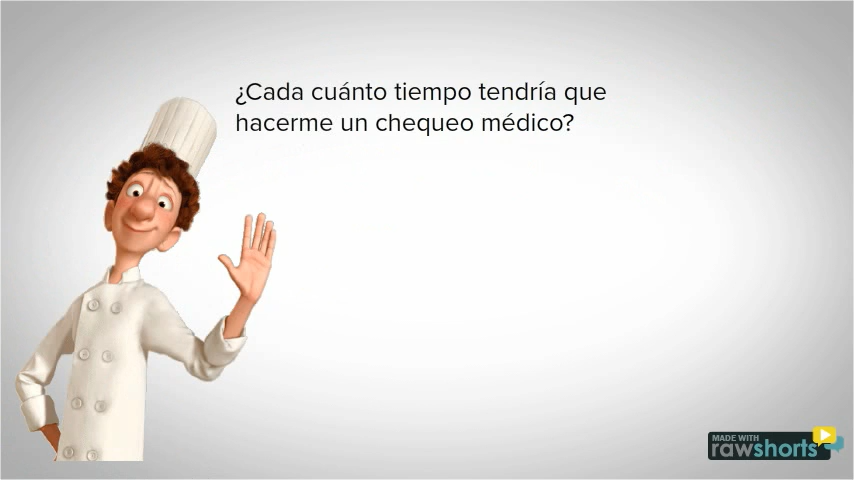 ¿Cada cuánto tiempo tendría que
hacerme un chequeo médico?
MADE WITH
rawshorts